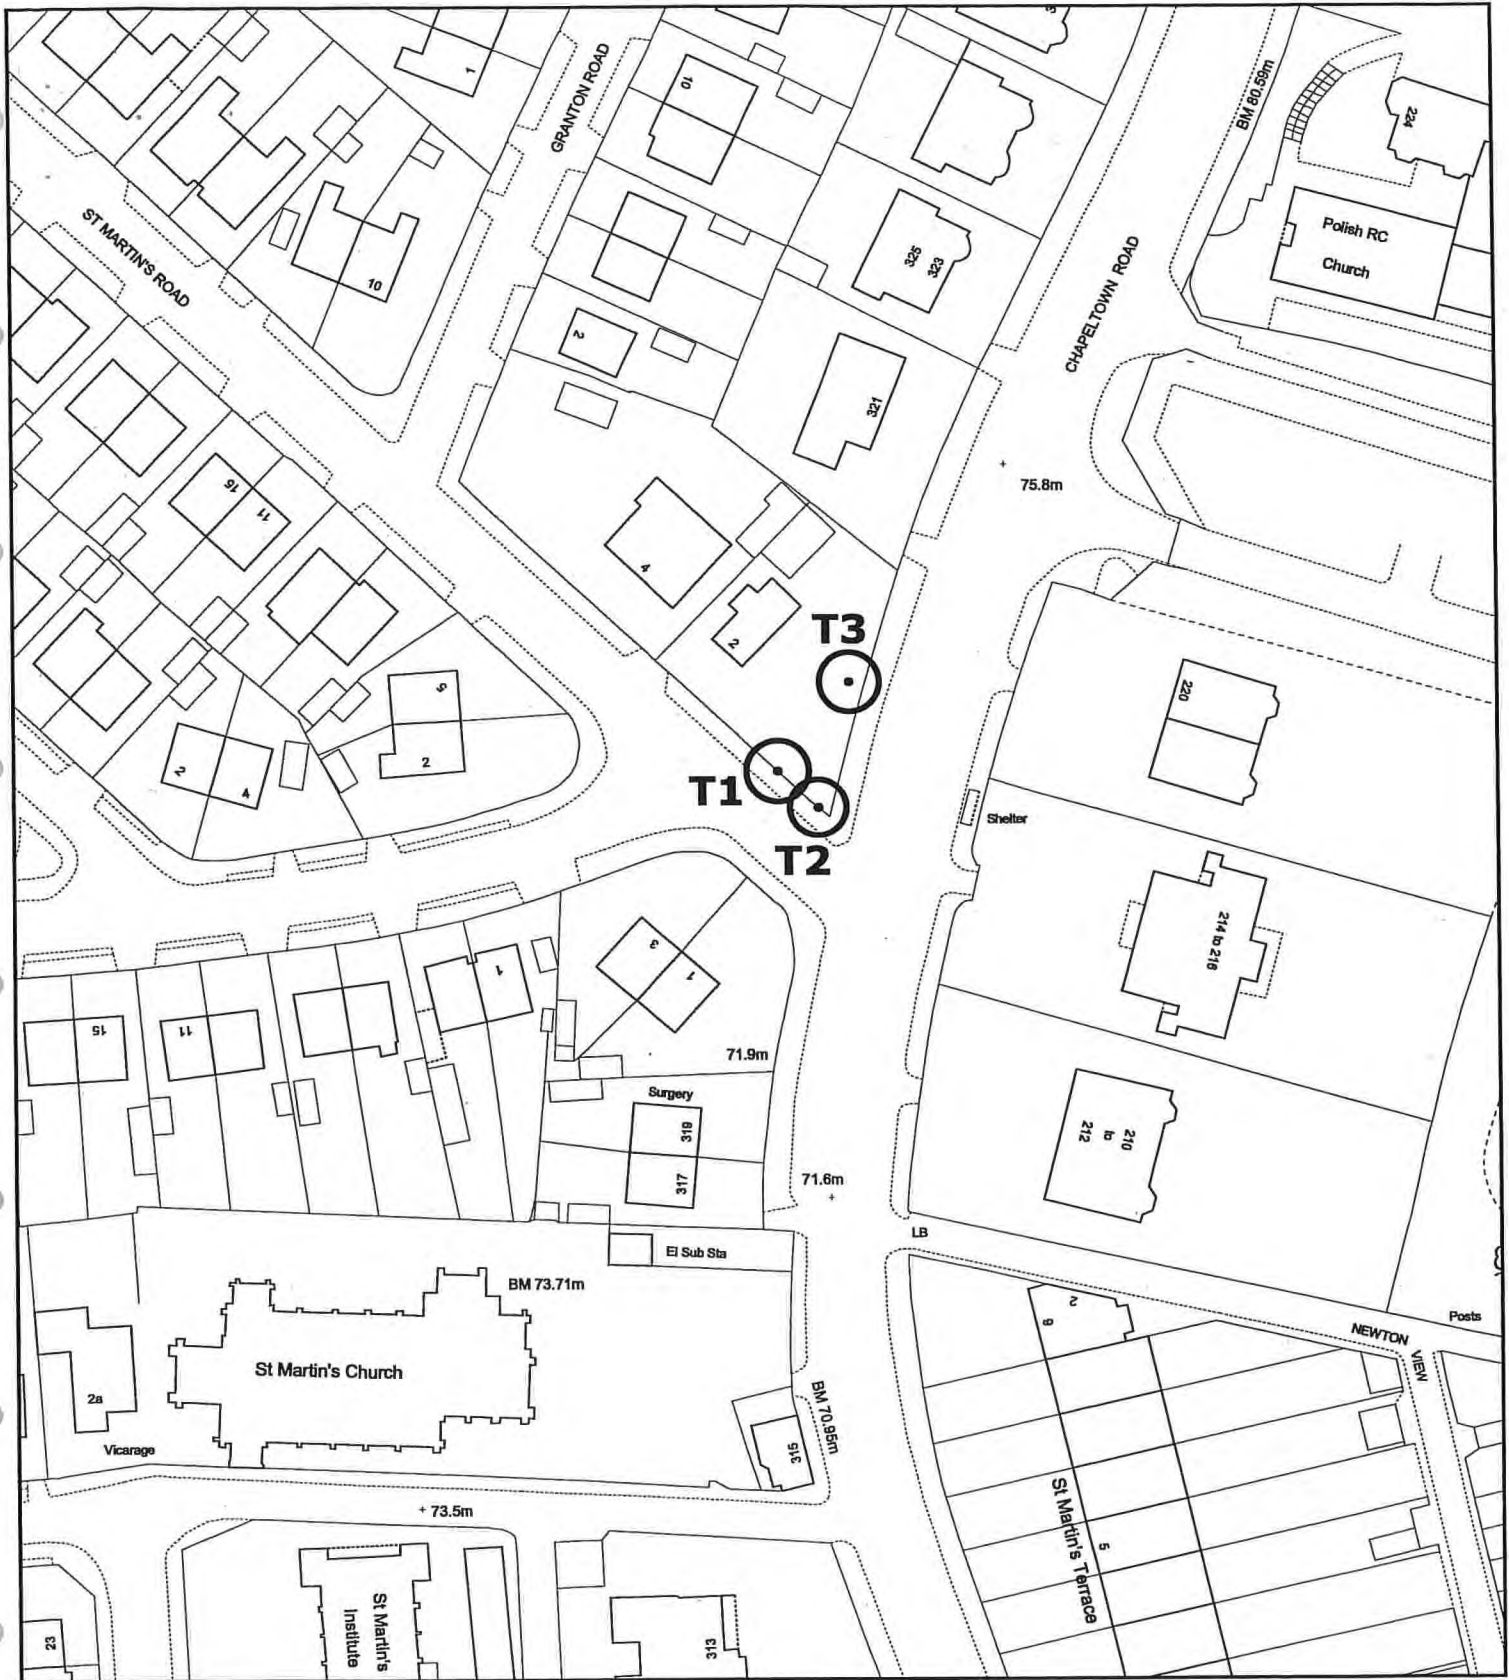 1
GRANTON ROAD
10
BM 80.59m
224
ST MARTIN'S ROAD
10
325
323
CHAPELTOWN ROAD
Polish RC
Church
2
321
75.8m
16
11
4
2
T3
220
5
2
2
4
T1
T2
Shelter
214 to 216
3
1
1
15
11
71.9m
Surgery
319
317
71.6m
210
to
212
LB
El Sub Sta
BM 73.71m
St Martin's Church
2a
Vicarage
BM 70.95m
315
2
6
NEWTON
VIEW
Posts
73.5m
St Martin's Terrace
5
St Martin's
Institute
313
23